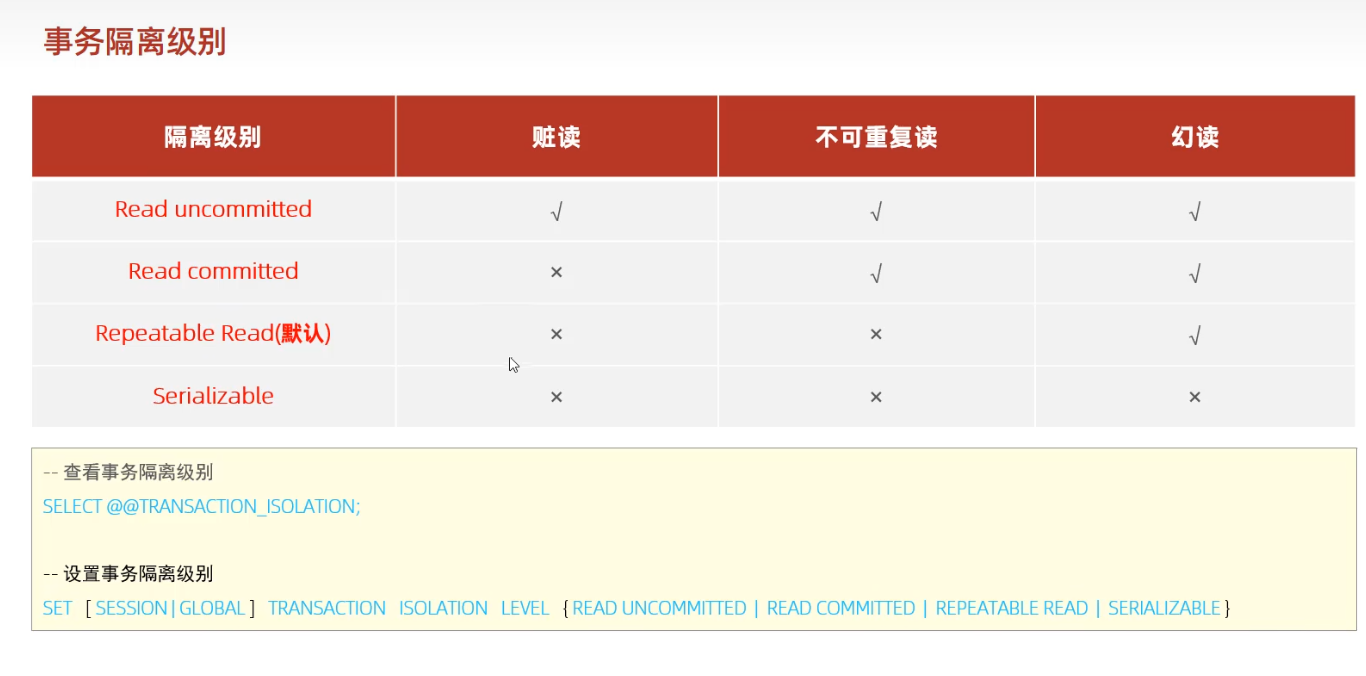 事务隔离级别
隔离级别 脏读 不可重复读 幻读
Read uncommitted √ √ √
Read committed × √ √
Repeatable Read(默认) × × √
Serializable × × ×
-- 查看事务隔离级别
SELECT @@TRANSACTION_ISOLATION;
-- 设置事务隔离级别
SET [ SESSION | GLOBAL ] TRANSACTION ISOLATION LEVEL { READ UNCOMMITTED | READ COMMITTED | REPEATABLE READ | SERIALIZABLE }